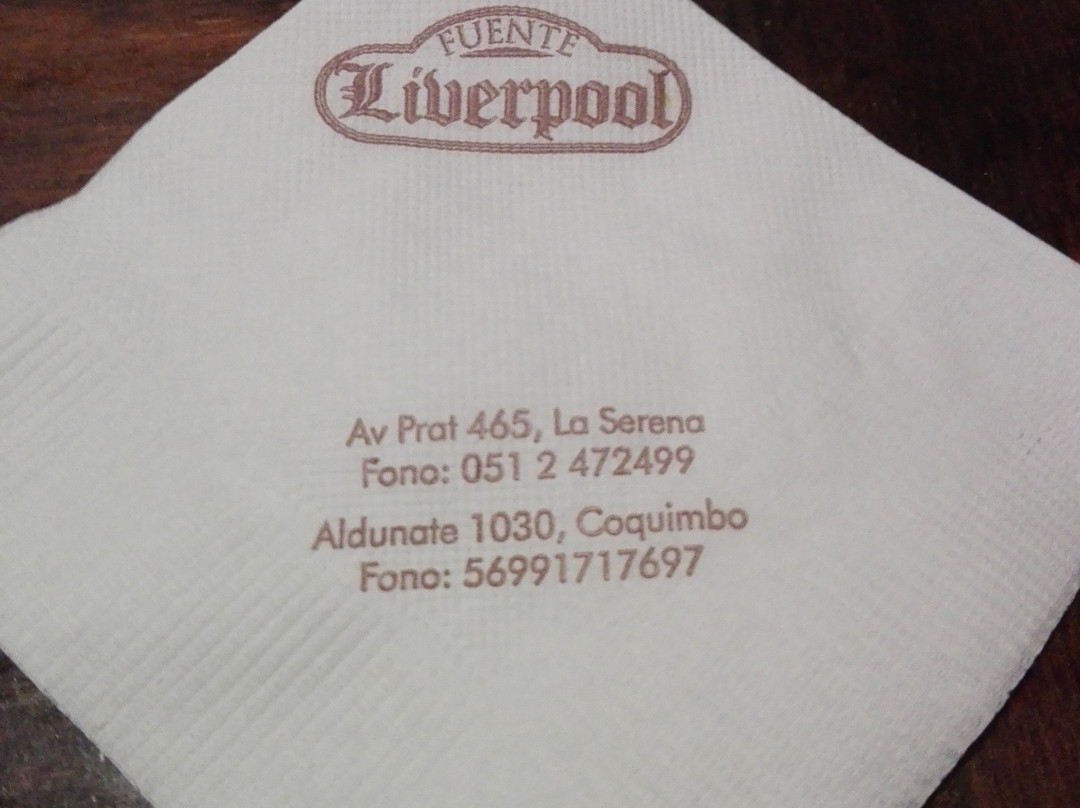 FUENTE
Liverpool
Av Prat 465, La Serena
Fono: 051 2 472499
Aldunate 1030, Coquimbo
Fono: 56991717697